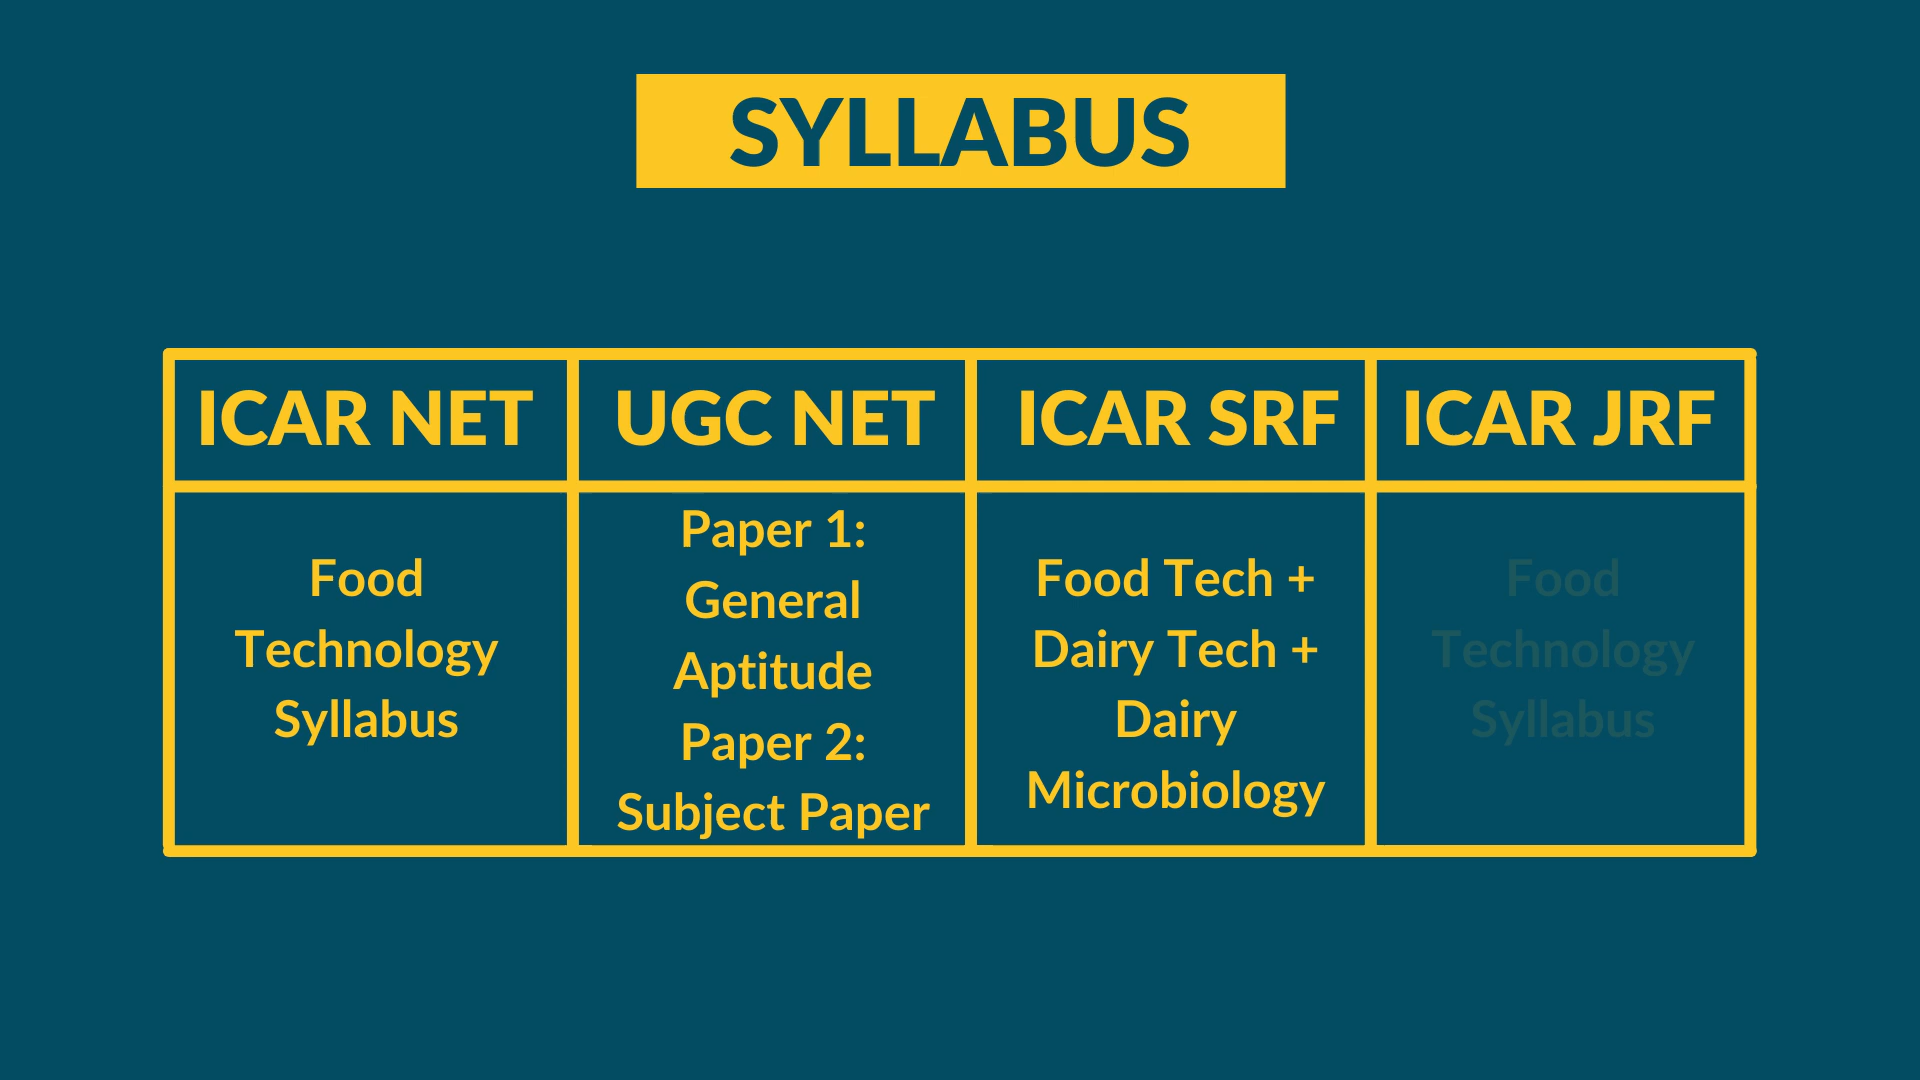 SYLLABUS
ICAR NET
UGC NET
ICAR SRF
ICAR JRF
Food
Technology
Syllabus
Paper 1:
General
Aptitude
Paper 2:
Subject Paper
Food Tech +
Dairy Tech +
Dairy
Microbiology
Food
Technology
Syllabus